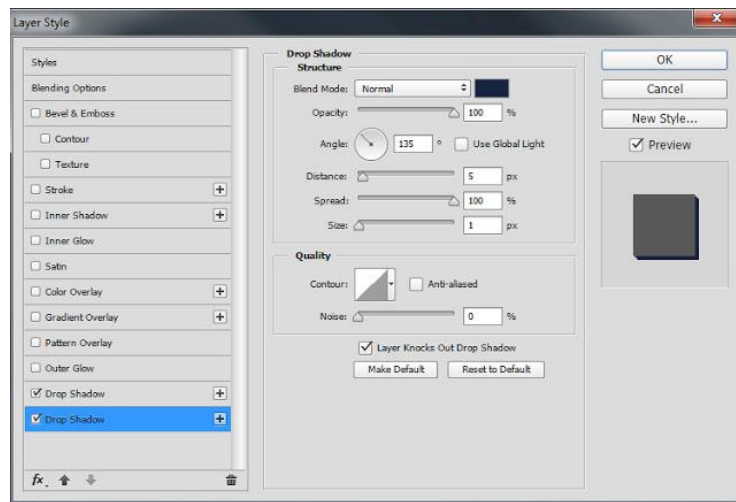 Layer Style
x
Styles
Blending Options
Bevel & Emboss
Contour
Texture
Stroke
+
Inner Shadow
+
Inner Glow
Satin
Color Overlay
+
Gradient Overlay
+
Pattern Overlay
Outer Glow
Drop Shadow
+
Drop Shadow
+
fx.
Drop Shadow
Structure
Blend Mode: Normal
Opacity: 100 %
Angle: 135 ° Use Global Light
Distance: 5 px
Spread: 100 %
Size: 1 px
Quality
Contour: Anti-aliased
Noise: 0 %
Layer Knocks Out Drop Shadow
Make Default Reset to Default
OK
Cancel
New Style...
Preview